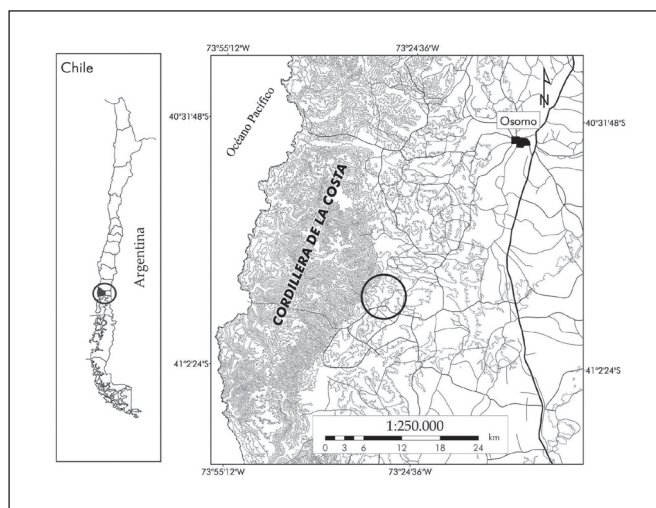 Chile
Argentina
73°55'12"W
73°24'36"W
Océano Pacífico
40°31'48"S
40°31'48"S
N
Osorno
CORDILLERA DE LA COSTA
41°2'24"S
41°2'24"S
1:250.000
km
0 3 6 12 18 24
73°55'12"W
73°24'36"W